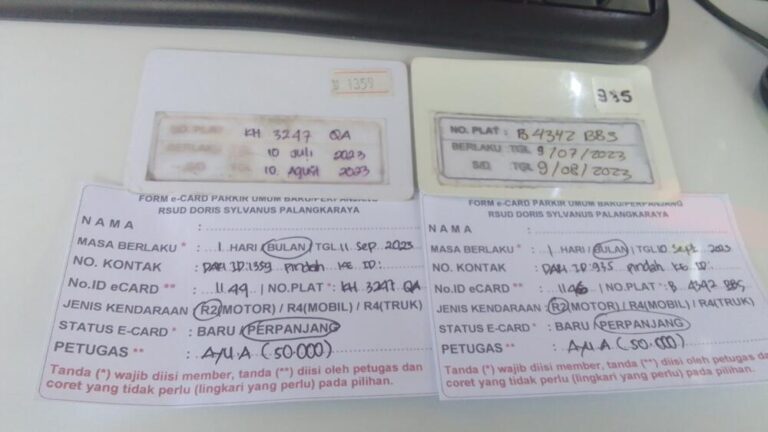 1359
NO. PLAT KH 3247 QA
BERLAKU TGL 10 Juli 2023
S/D TGL 10 Agust 2023
935
NO. PLAT : B 4342 BBS
BERLAKU TGL 9/07/2023
S/D TGL 9/08/2023
FORM e-CARD PARKIR UMUM BARU/PERPANJANG
RSUD DORIS SYLVANUS PALANGKARAYA
NAMA :
MASA BERLAKU * : 1 HARI / BULAN / TGL 11 Sep 2023
NO. KONTAK : DARI ID: 1359 pindah KE ID:
No.ID eCARD ** : 1149 / NO.PLAT * : KH 3247 QA
JENIS KENDARAAN : R2(MOTOR) / R4(MOBIL) / R4(TRUK)
STATUS E-CARD * : BARU / PERPANJANG
PETUGAS ** : AYU A (50.000)
Tanda (*) wajib diisi member, tanda (**) diisi oleh petugas dan
coret yang tidak perlu (lingkari yang perlu) pada pilihan.
FORM e-CARD PARKIR UMUM BARU/PERPANJANG
RSUD DORIS SYLVANUS PALANGKARAYA
NAMA :
MASA BERLAKU * : 1 HARI / BULAN / TGL 10 Sept 2023
NO. KONTAK : DARI ID: 935 pindah KE ID:
No.ID eCARD ** : 1146 / NO.PLAT * : B 4342 BBS
JENIS KENDARAAN : R2(MOTOR) / R4(MOBIL) / R4(TRUK)
STATUS E-CARD * : BARU / PERPANJANG
PETUGAS ** : AYU A (50.000)
Tanda (*) wajib diisi member, tanda (**) diisi oleh petugas dan
coret yang tidak perlu (lingkari yang perlu) pada pilihan.